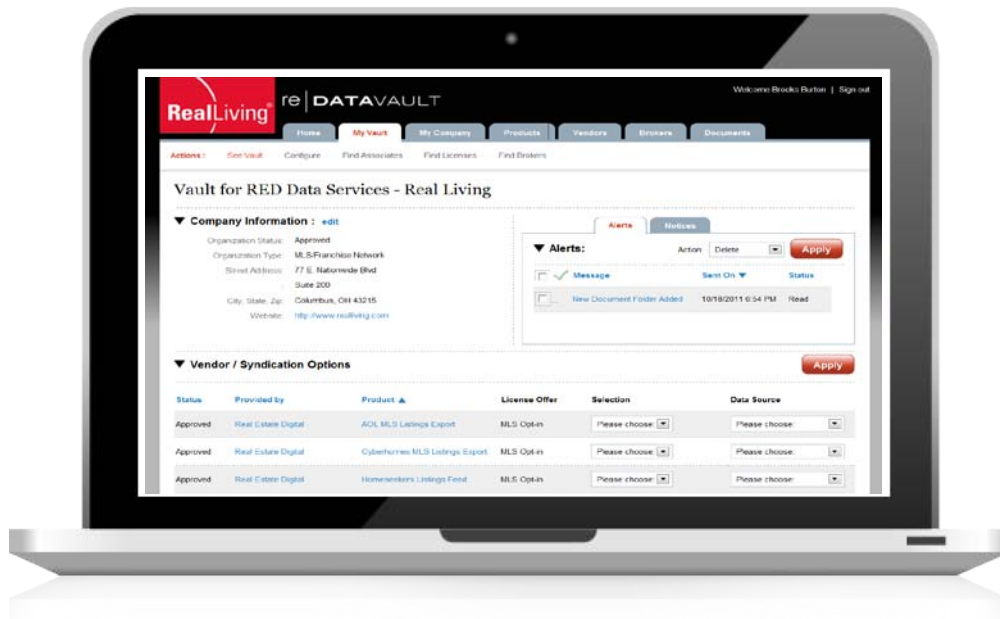 Welcome Brooks Burton | Sign out
RealLiving® re | DATAVAULT
Home My Vault My Company Products Vendors Brokers Documents
Actions : See Vault Configure Find Associates Find Licenses Find Brokers
Vault for RED Data Services - Real Living
▼ Company Information : edit
Organization Status: Approved
Organization Type: MLS/Franchise Network
Street Address: 77 E. Nationwide Blvd
: Suite 200
City, State, Zip: Columbus, OH 43215
Website: http://www.realliving.com
Alerts Notices
▼ Alerts: Action: Delete Apply
Message Sent On ▼ Status
New Document Folder Added 10/18/2011 6:54 PM Read
▼ Vendor / Syndication Options Apply
Status Provided by Product ▲ License Offer Selection Data Source
Approved Real Estate Digital AOL MLS Listings Export MLS Opt-in Please choose: Please choose:
Approved Real Estate Digital Cyberhomes MLS Listings Export MLS Opt-in Please choose: Please choose:
Approved Real Estate Digital Homeseekers Listings Feed MLS Opt-in Please choose: Please choose: